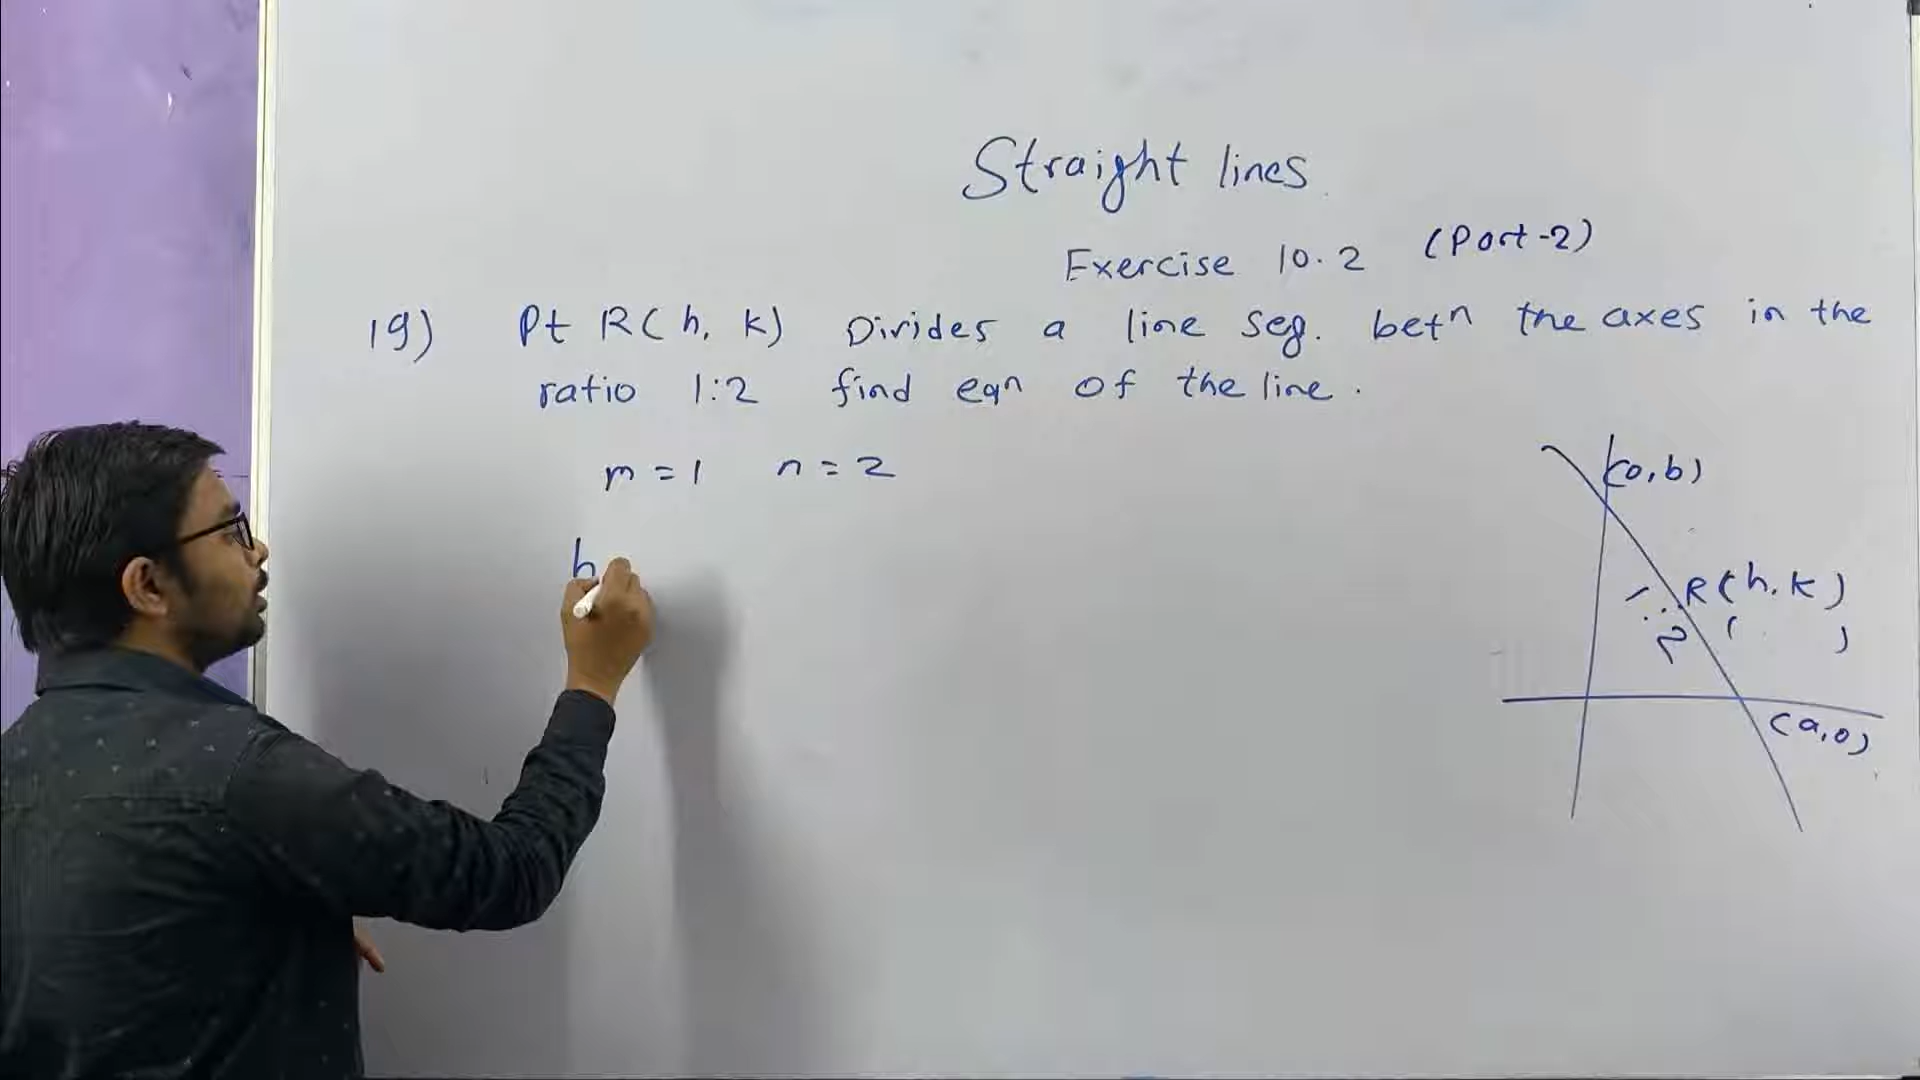 Straight lines
Exercise 10.2 (Part-2)
19) Pt R(h, k) Divides a line seg. betn the axes in the
ratio 1:2 find eqn of the line.
m = 1 n = 2
h
(0,b)
R(h.k)
1:2
( )
(a,0)